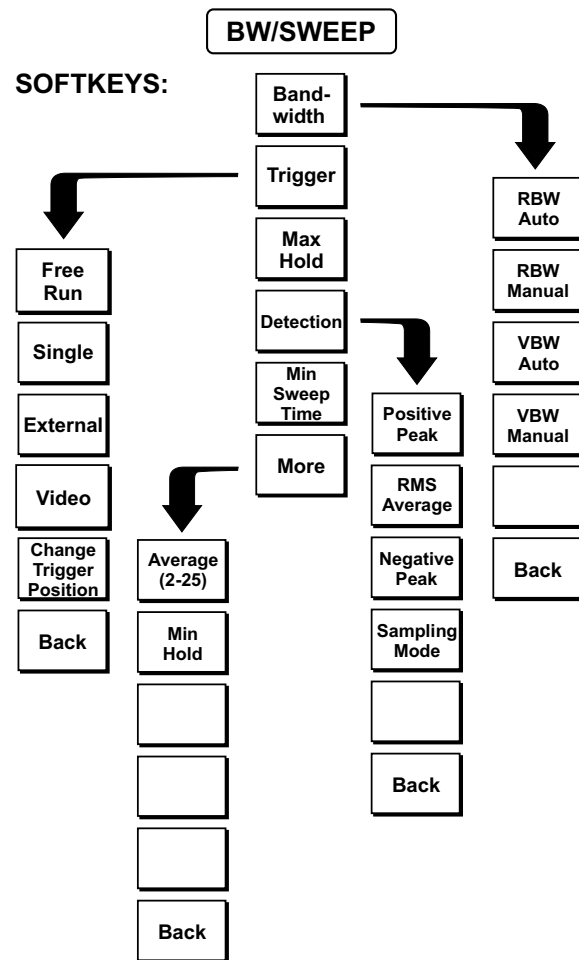 BW/SWEEP
SOFTKEYS:
Band-
width
Trigger
Max
Hold
Detection
Min
Sweep
Time
More
Free
Run
Single
External
Video
Change
Trigger
Position
Back
Average
(2-25)
Min
Hold
Back
Positive
Peak
RMS
Average
Negative
Peak
Sampling
Mode
Back
RBW
Auto
RBW
Manual
VBW
Auto
VBW
Manual
Back